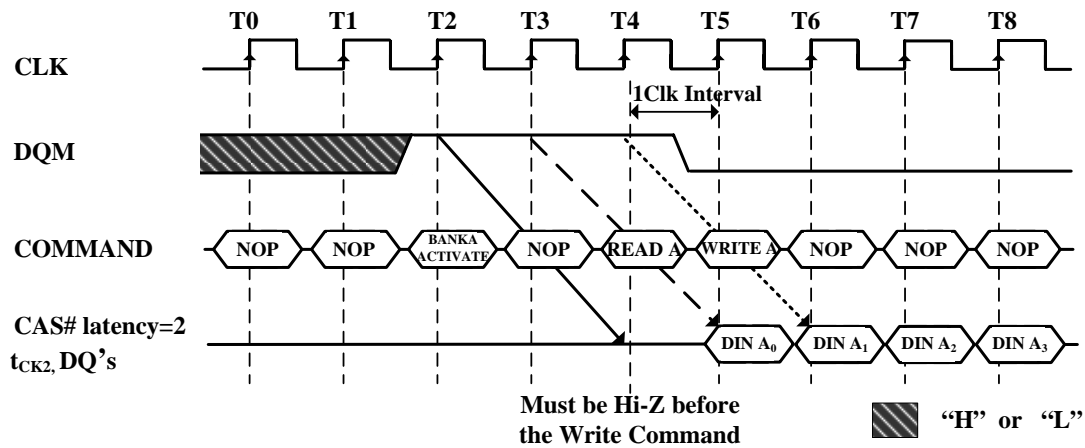 T0 T1 T2 T3 T4 T5 T6 T7 T8
CLK
1Clk Interval
DQM
COMMAND NOP NOP BANKA ACTIVATE NOP READ A WRITE A NOP NOP NOP
CAS# latency=2
tCK2, DQ's
DIN A0 DIN A1 DIN A2 DIN A3
Must be Hi-Z before
the Write Command
"H" or "L"